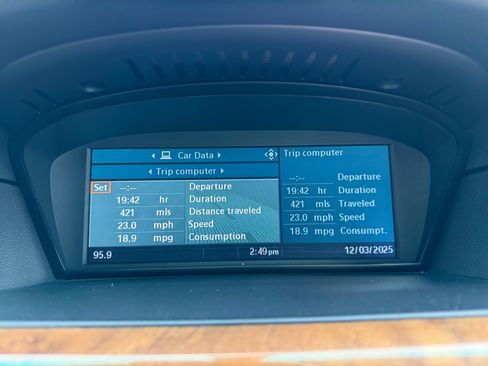 Car Data
Trip computer
Set --:-- Departure
19:42 hr Duration
421 mls Distance traveled
23.0 mph Speed
18.9 mpg Consumption
Trip computer
--:-- Departure
19:42 hr Duration
421 mls Traveled
23.0 mph Speed
18.9 mpg Consumpt.
95.9 2:49 pm 12/03/2025